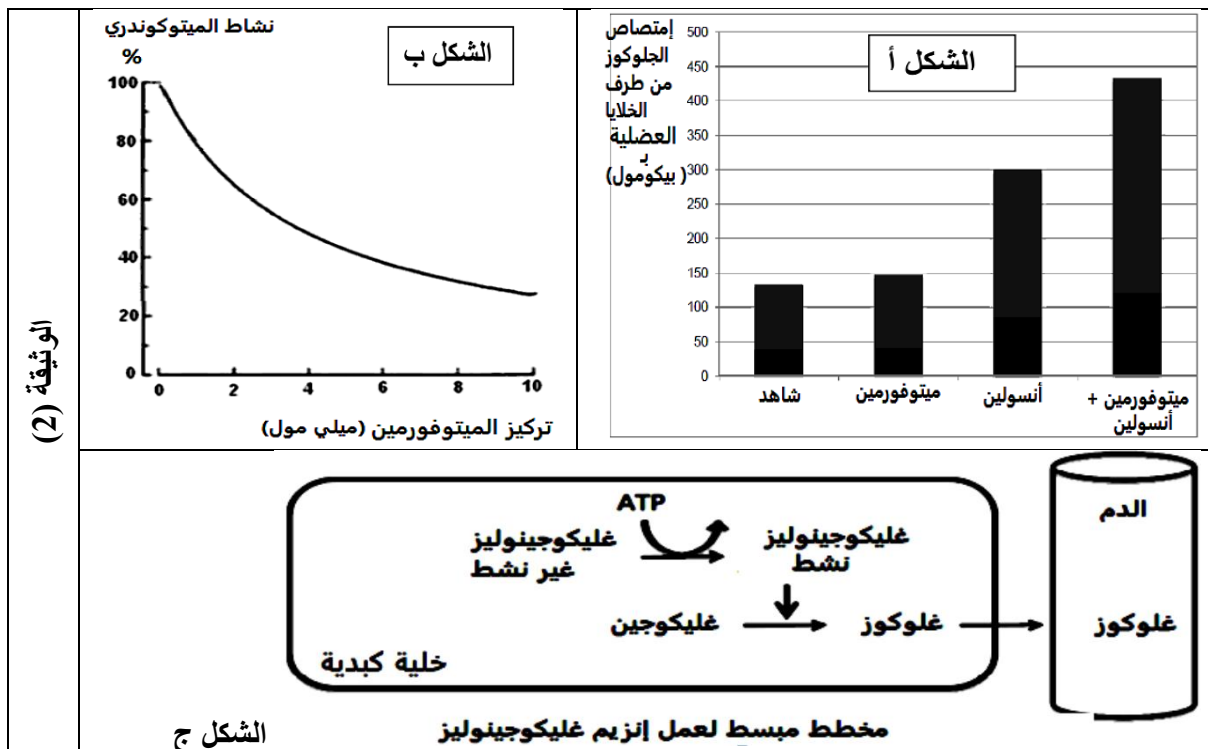 الوثيقة (2)
الشكل أ
إمتصاص
الجلوكوز
من طرف
الخلايا
العضلية
بـ
( بيكومول)
500
450
400
350
300
250
200
150
100
50
0
شاهد
ميتوفورمين
أنسولين
ميتوفورمين +
أنسولين
نشاط الميتوكوندري
%
الشكل ب
100
80
60
40
20
0
0
2
4
6
8
10
تركيز الميتوفورمين (ميلي مول)
الدم
غلوكوز
ATP
غليكوجينوليز
غير نشط
غليكوجينوليز
نشط
غليكوجين
غلوكوز
خلية كبدية
مخطط مبسط لعمل إنزيم غليكوجينوليز
الشكل ج